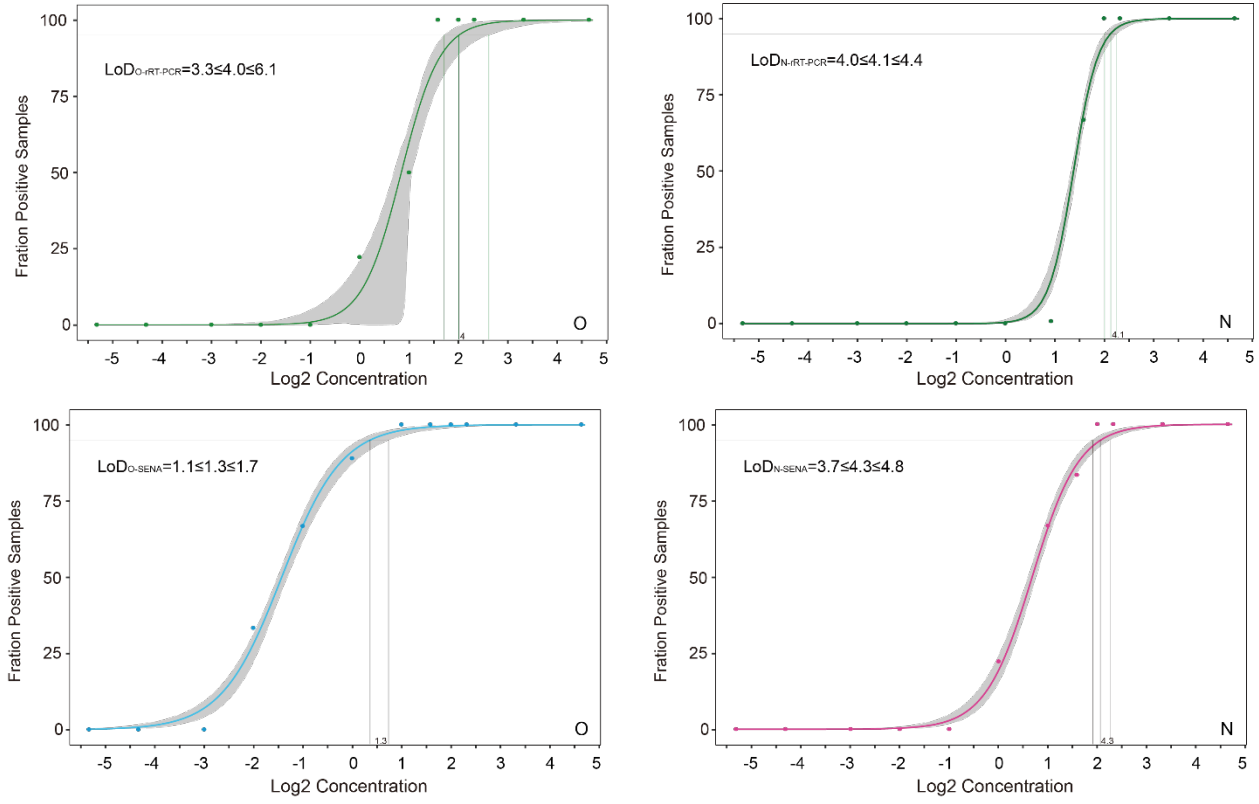 100
75
50
25
0
Fration Positive Samples
LoDO-rRT-PCR=3.3≤4.0≤6.1
4
O
-5 -4 -3 -2 -1 0 1 2 3 4 5
Log2 Concentration
100
75
50
25
0
Fration Positive Samples
LoDN-rRT-PCR=4.0≤4.1≤4.4
4.1
N
-5 -4 -3 -2 -1 0 1 2 3 4 5
Log2 Concentration
100
75
50
25
0
Fration Positive Samples
LoDO-SENA=1.1≤1.3≤1.7
1.3
O
-5 -4 -3 -2 -1 0 1 2 3 4 5
Log2 Concentration
100
75
50
25
0
Fration Positive Samples
LoDN-SENA=3.7≤4.3≤4.8
4.3
N
-5 -4 -3 -2 -1 0 1 2 3 4 5
Log2 Concentration